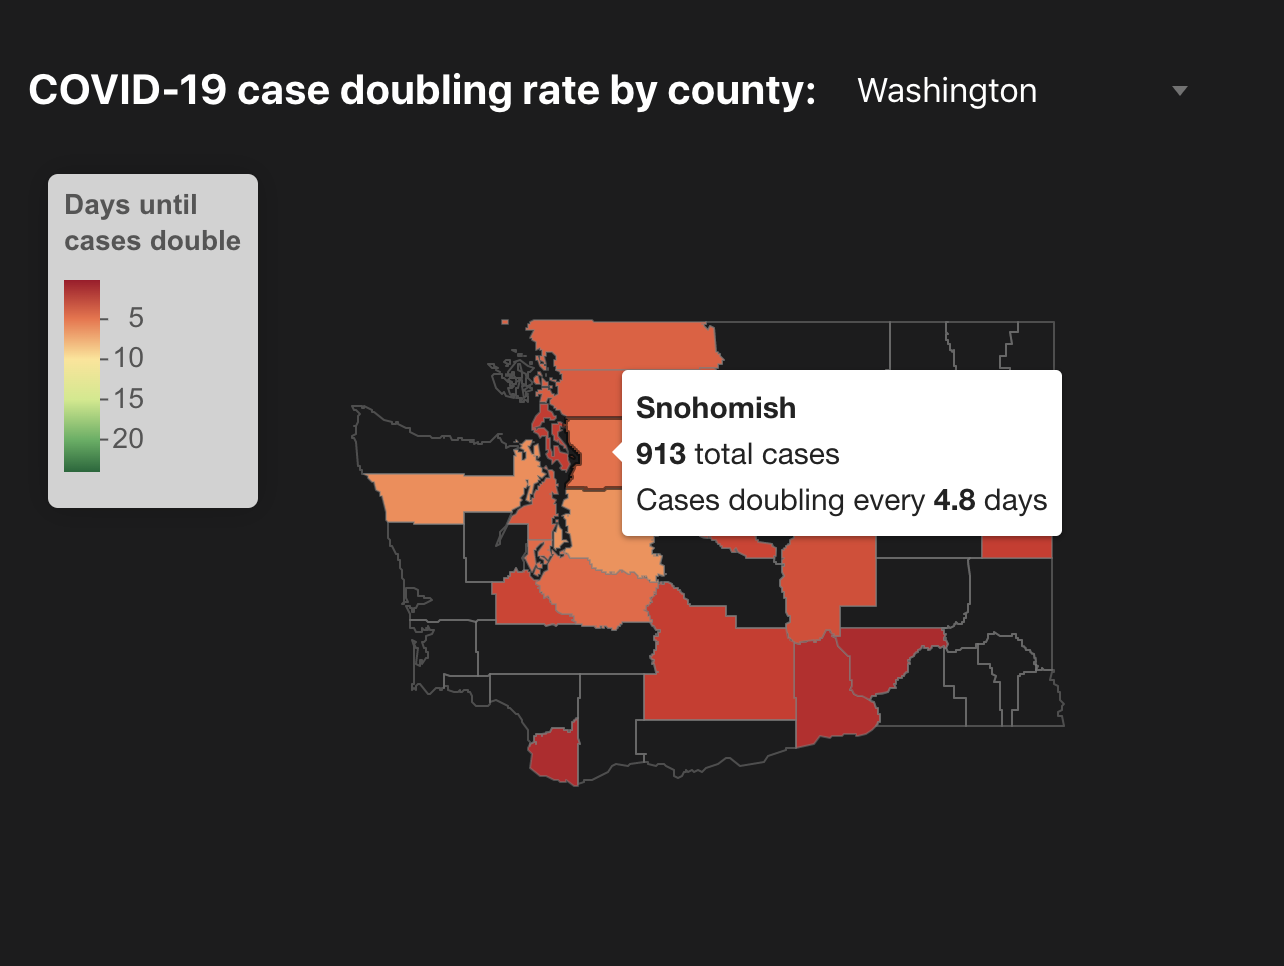 COVID-19 case doubling rate by county: Washington
Days until
cases double
5
10
15
20
Snohomish
913 total cases
Cases doubling every 4.8 days